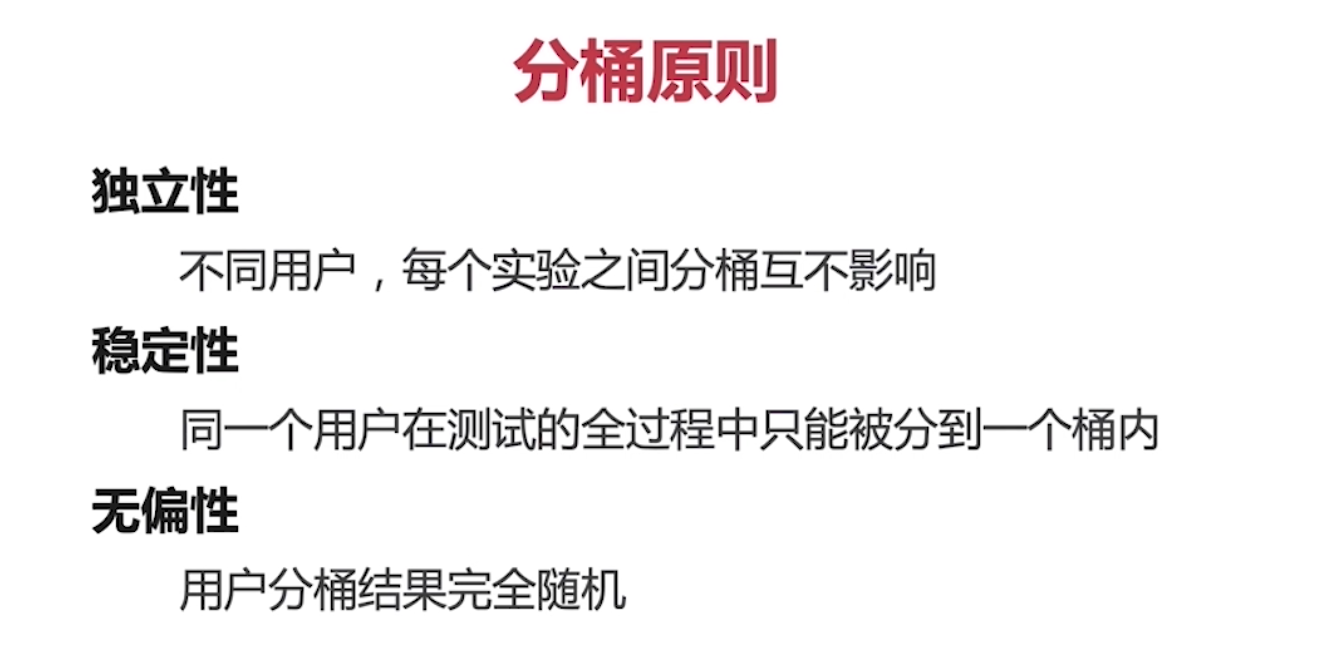 分桶原则
独立性
不同用户，每个实验之间分桶互不影响
稳定性
同一个用户在测试的全过程中只能被分到一个桶内
无偏性
用户分桶结果完全随机